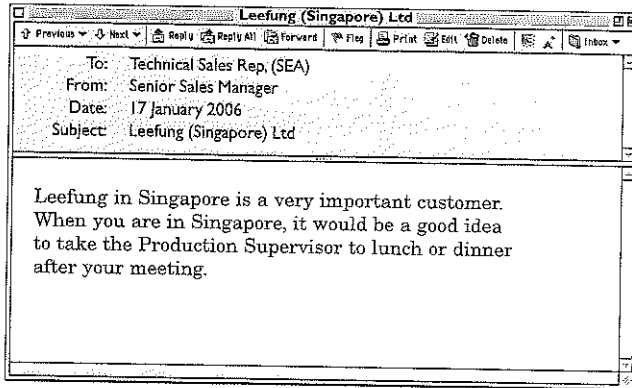 Leefung (Singapore) Ltd
Previous Next Reply Reply All Forward Flag Print Edit Delete Inbox
To: Technical Sales Rep, (SEA)
From: Senior Sales Manager
Date: 17 January 2006
Subject: Leefung (Singapore) Ltd
Leefung in Singapore is a very important customer.
When you are in Singapore, it would be a good idea
to take the Production Supervisor to lunch or dinner
after your meeting.